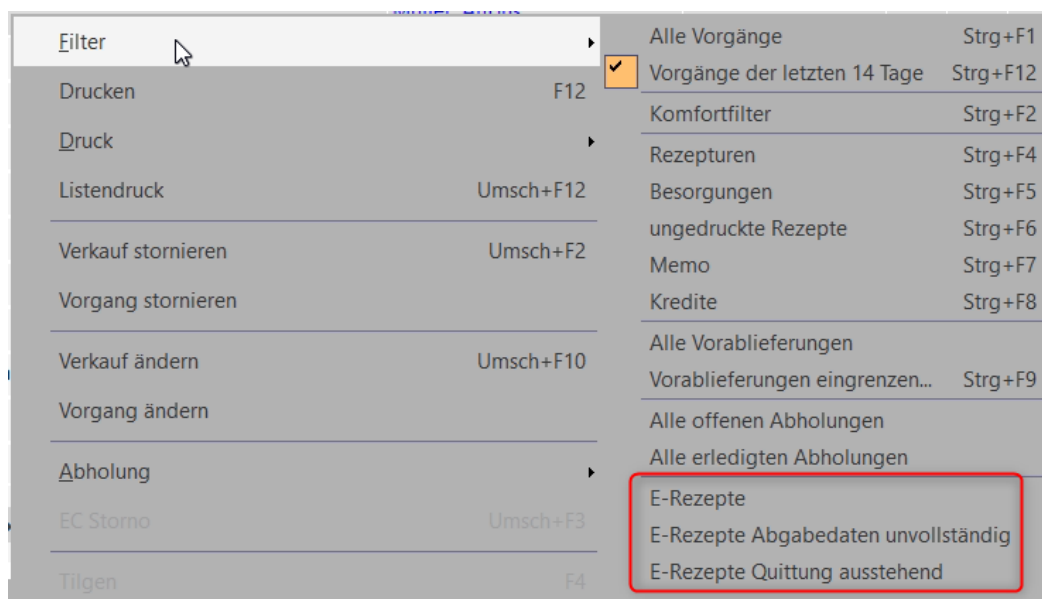 Filter
Drucken F12
Druck
Listendruck Umsch+F12
Verkauf stornieren Umsch+F2
Vorgang stornieren
Verkauf ändern Umsch+F10
Vorgang ändern
Abholung
EC Storno Umsch+F3
Tilgen F4
Alle Vorgänge Strg+F1
Vorgänge der letzten 14 Tage Strg+F12
Komfortfilter Strg+F2
Rezepturen Strg+F4
Besorgungen Strg+F5
ungedruckte Rezepte Strg+F6
Memo Strg+F7
Kredite Strg+F8
Alle Vorablieferungen
Vorablieferungen eingrenzen... Strg+F9
Alle offenen Abholungen
Alle erledigten Abholungen
E-Rezepte
E-Rezepte Abgabedaten unvollständig
E-Rezepte Quittung ausstehend